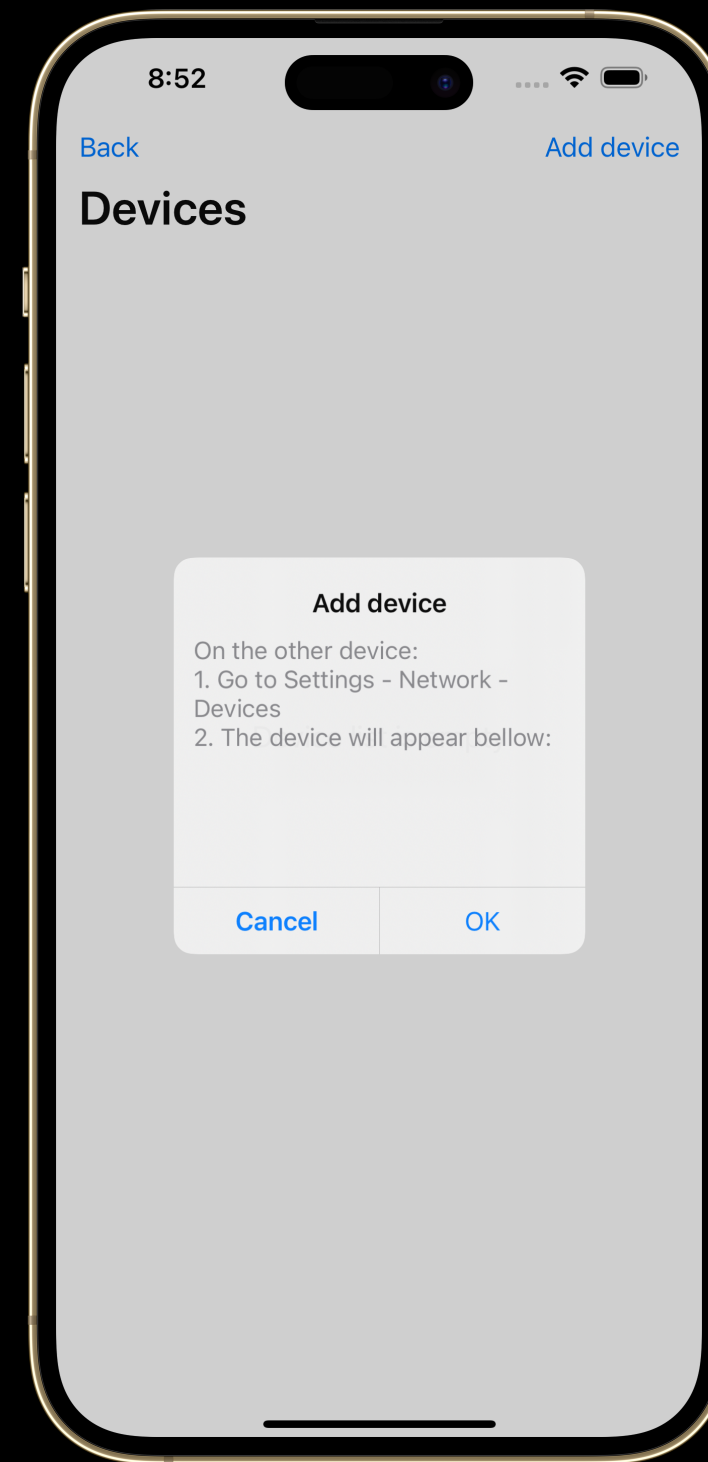 8:52
Back
Add device
Devices
Add device
On the other device:
1. Go to Settings - Network -
Devices
2. The device will appear bellow:
Cancel
OK